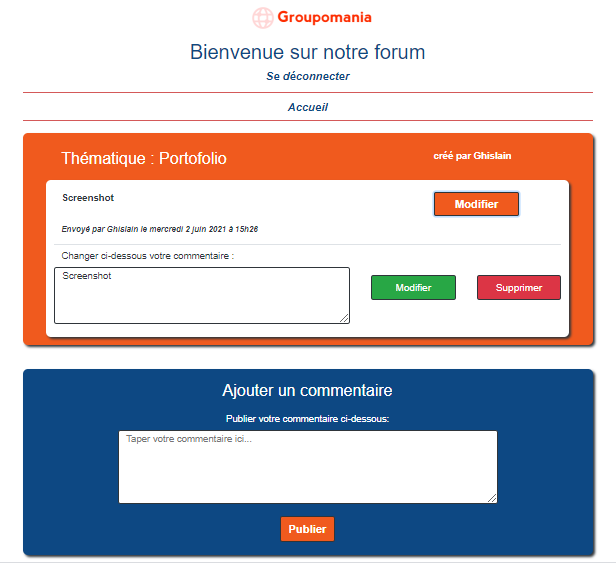 Groupomania
Bienvenue sur notre forum
Se déconnecter
Accueil
Thématique : Portofolio
créé par Ghislain
Screenshot
Modifier
Envoyé par Ghislain le mercredi 2 juin 2021 à 15h26
Changer ci-dessous votre commentaire :
Screenshot
Modifier
Supprimer
Ajouter un commentaire
Publier votre commentaire ci-dessous:
Taper votre commentaire ici...
Publier